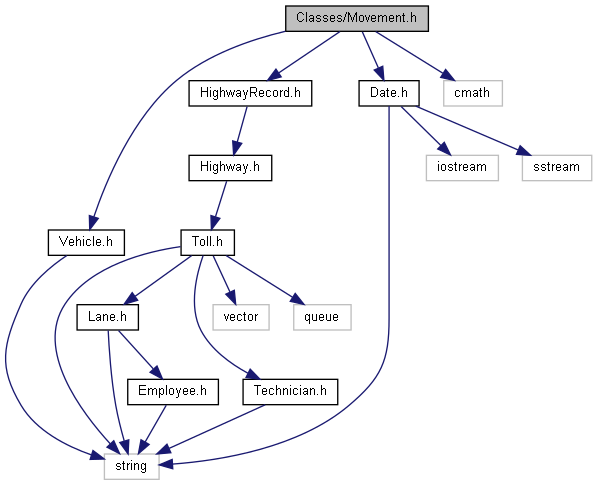 Classes/Movement.h
HighwayRecord.h
Date.h
cmath
Highway.h
iostream
sstream
Vehicle.h
Toll.h
Lane.h
vector
queue
Employee.h
Technician.h
string